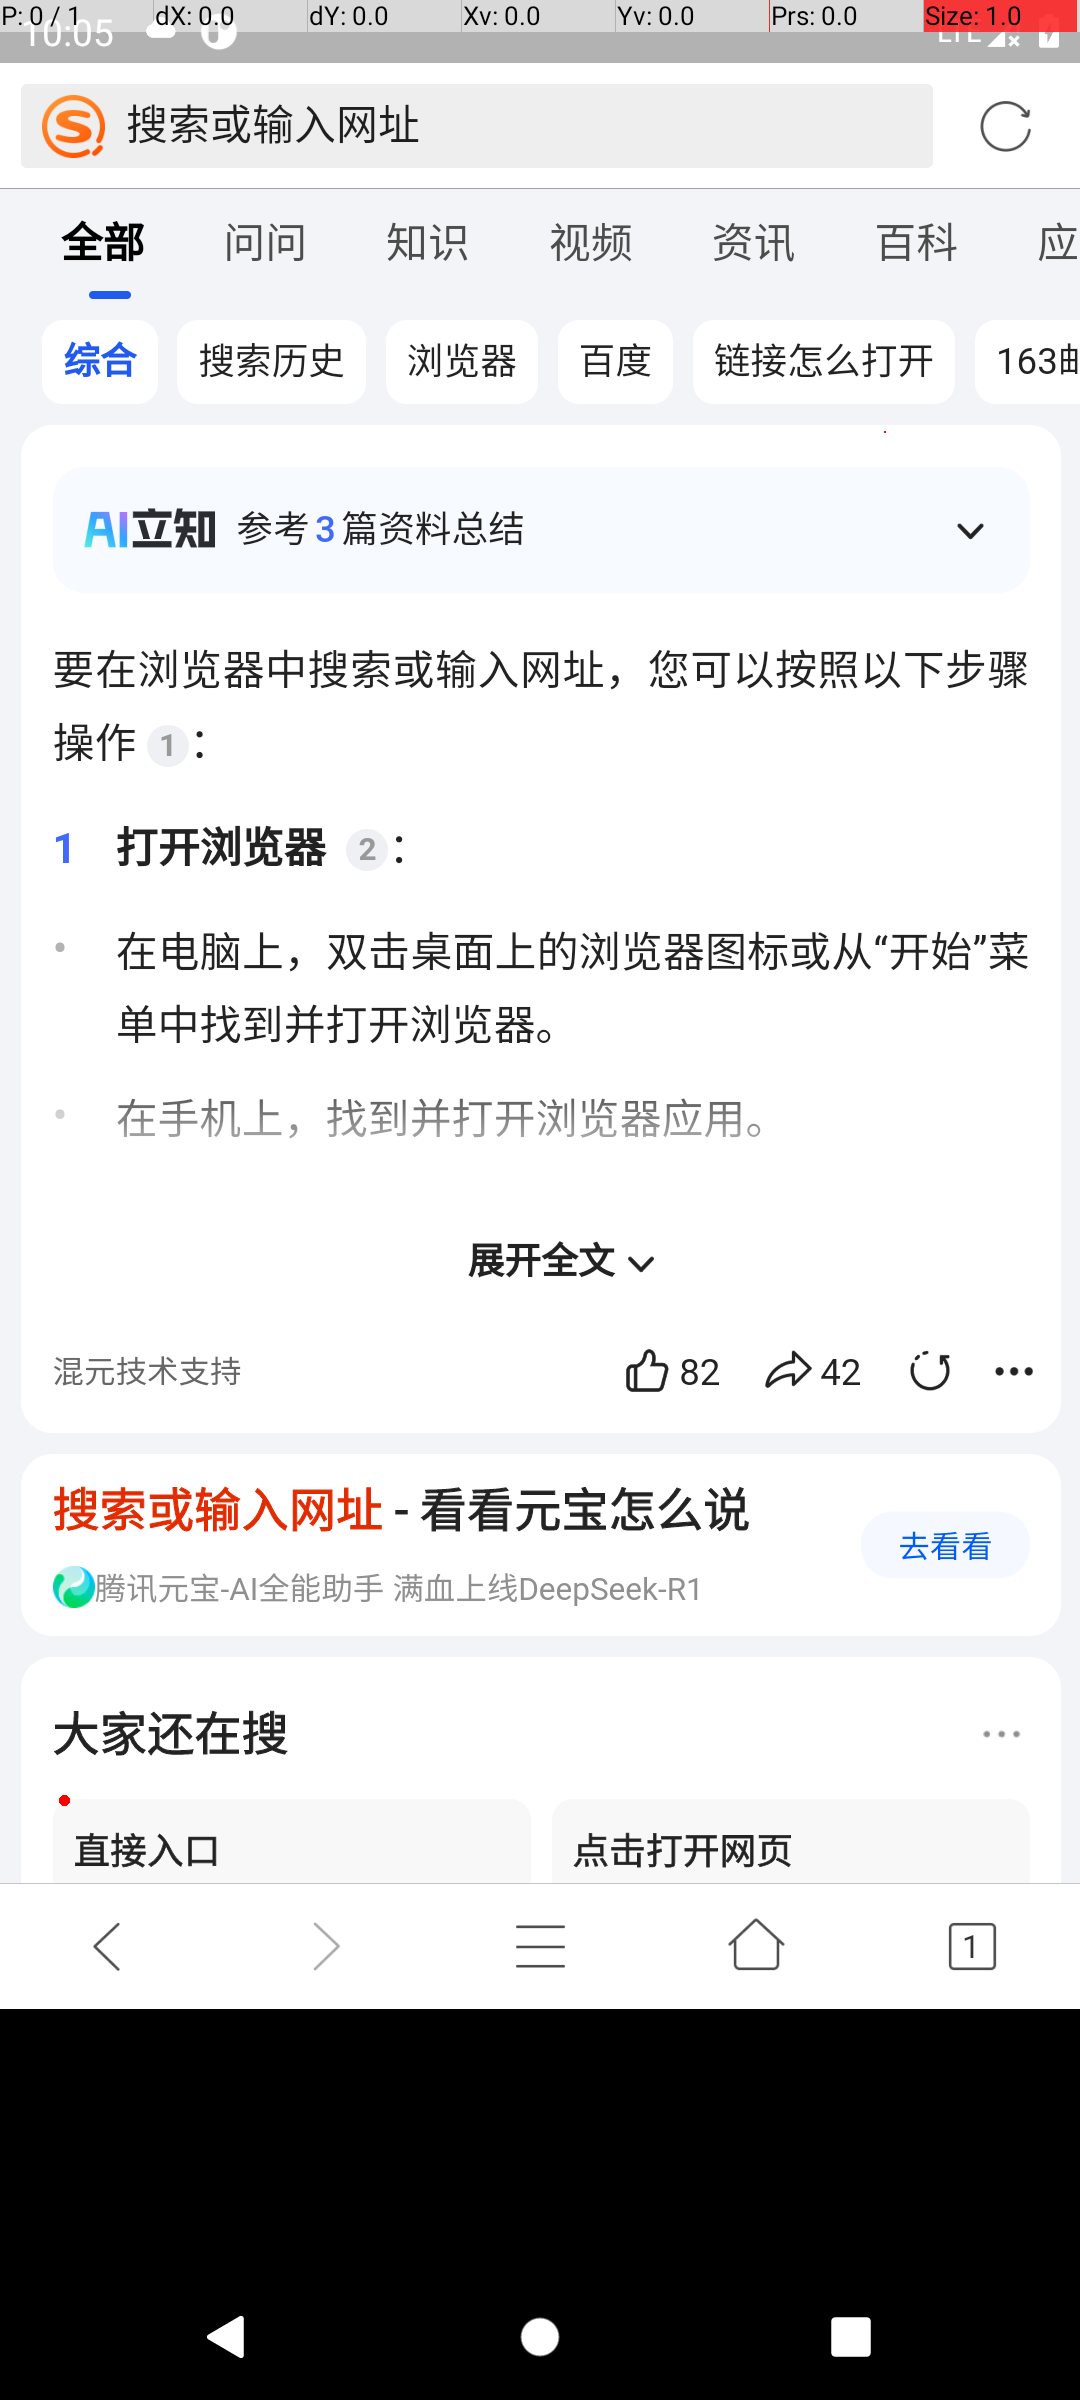 P: 0 / 1 dX: 0.0 dY: 0.0 Xv: 0.0 Yv: 0.0 Prs: 0.0 Size: 1.0
10:05 LTE
搜索或输入网址
全部 问问 知识 视频 资讯 百科 应
综合 搜索历史 浏览器 百度 链接怎么打开 163邮
AI立知 参考3篇资料总结
要在浏览器中搜索或输入网址，您可以按照以下步骤
操作 1：
1 打开浏览器 2：
• 在电脑上，双击桌面上的浏览器图标或从“开始”菜
单中找到并打开浏览器。
• 在手机上，找到并打开浏览器应用。
展开全文
混元技术支持 82 42
搜索或输入网址 - 看看元宝怎么说
去看看
腾讯元宝-AI全能助手 满血上线DeepSeek-R1
大家还在搜
直接入口 点击打开网页
1